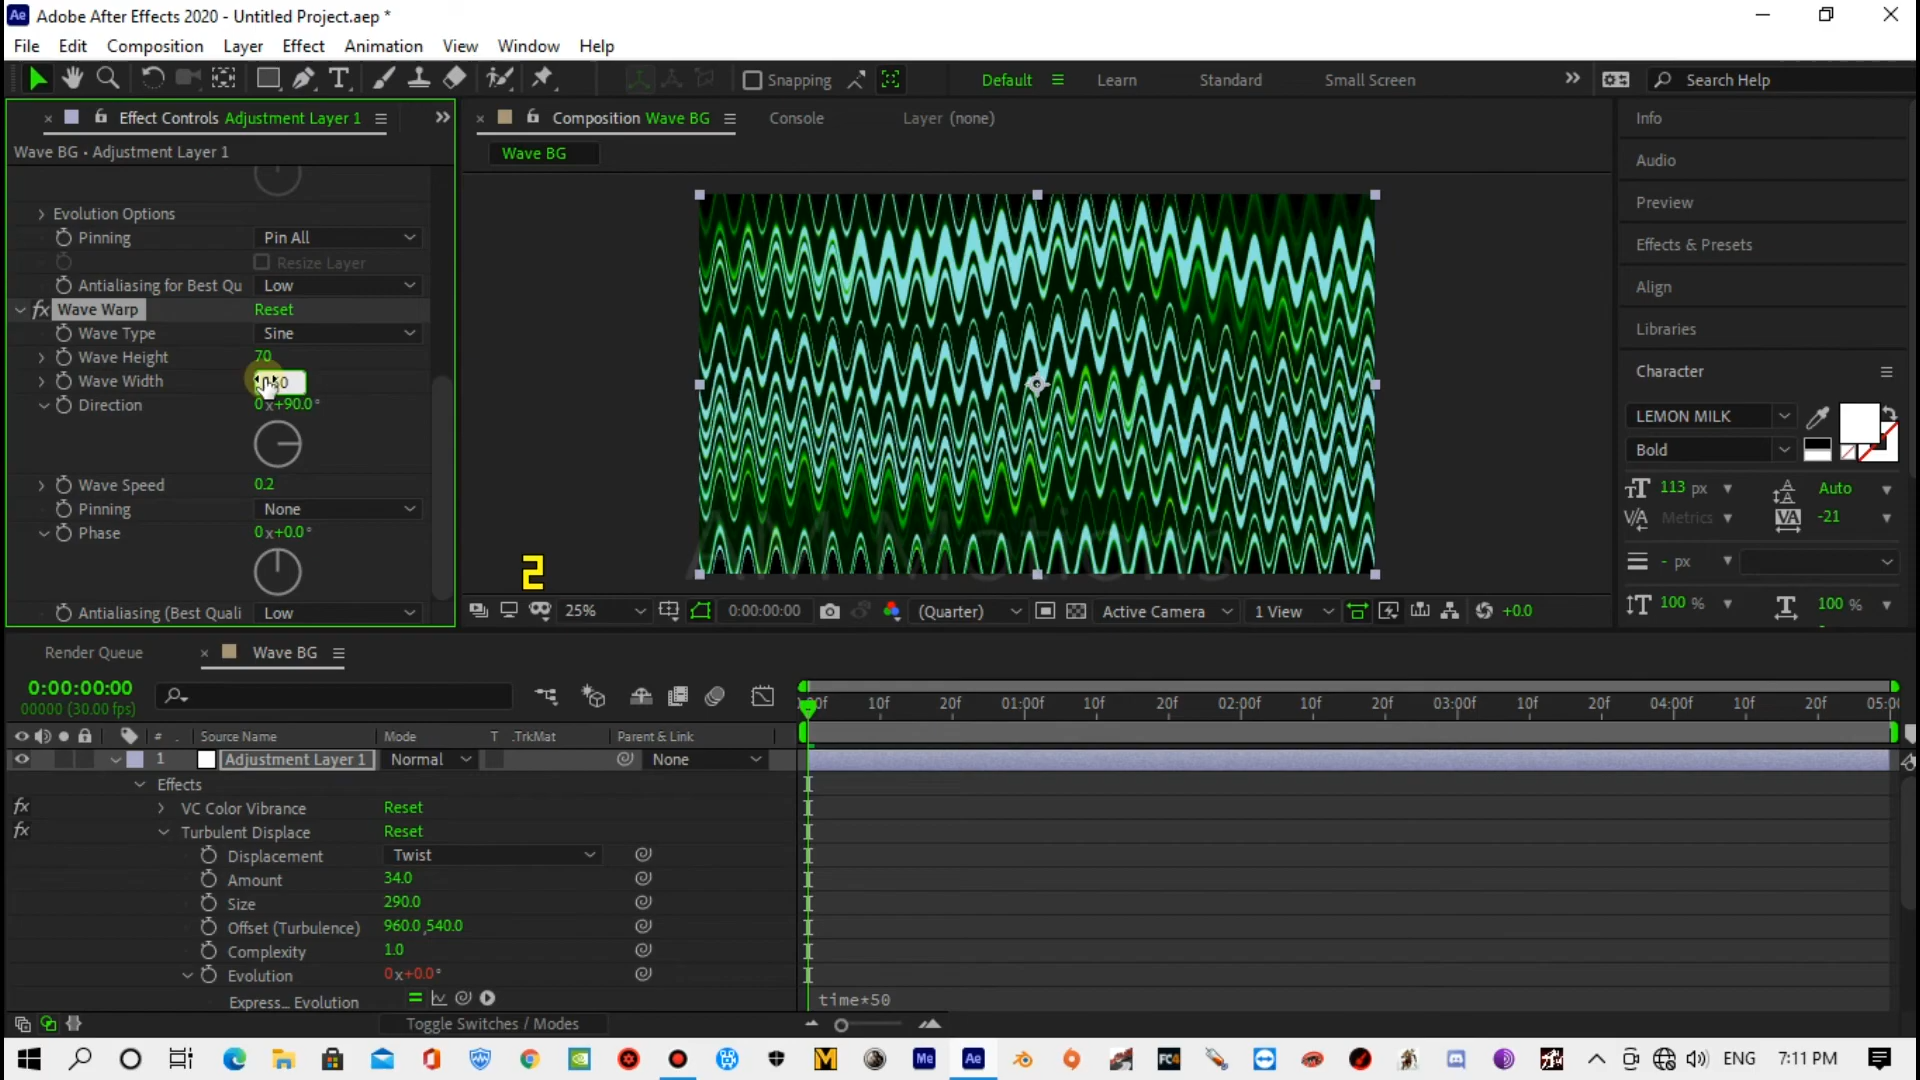 Ae Adobe After Effects 2020 - Untitled Project.aep *
File Edit Composition Layer Effect Animation View Window Help
Snapping Default Learn Standard Small Screen Search Help
Effect Controls Adjustment Layer 1
Wave BG • Adjustment Layer 1
Evolution Options
Pinning Pin All
Resize Layer
Antialiasing for Best Qu Low
fx Wave Warp Reset
Wave Type Sine
Wave Height 70
Wave Width
Direction 0x+90.0°
Wave Speed 0.2
Pinning None
Phase 0x+0.0°
Antialiasing (Best Quali Low
Composition Wave BG Console Layer (none)
Wave BG
AM Motions
2
25% 0:00:00:00 (Quarter) Active Camera 1 View +0.0
Info
Audio
Preview
Effects & Presets
Align
Libraries
Character
LEMON MILK
Bold
113 px Auto
Metrics -21
- px
100 % 100 %
Render Queue Wave BG
0:00:00:00
00000 (30.00 fps)
10f 20f 01:00f 10f 20f 02:00f 10f 20f 03:00f 10f 20f 04:00f 10f 20f
# Source Name Mode T .TrkMat Parent & Link
1 Adjustment Layer 1 Normal None
Effects
fx VC Color Vibrance Reset
fx Turbulent Displace Reset
Displacement Twist
Amount 34.0
Size 290.0
Offset (Turbulence) 960.0,540.0
Complexity 1.0
Evolution 0x+0.0°
Express... Evolution time*50
Toggle Switches / Modes
Me Ae FC4 ENG 7:11 PM